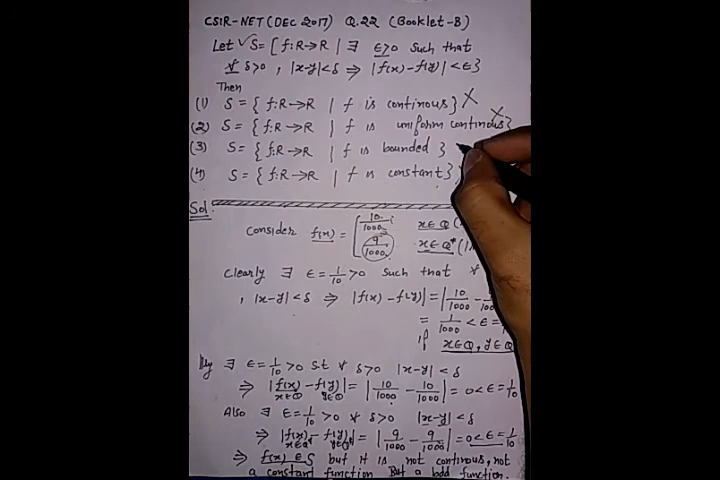 CSIR-NET(DEC 2017) Q.22 (Booklet-B)
Let ✓S={f:R→R | ∃ ε>0 such that
∀ δ>0, |x-y|<δ ⇒ |f(x)-f(y)|<ε}
Then
(1) S={f:R→R | f is continous} X
(2) S={f:R→R | f is uniform continous} X
(3) S={f:R→R | f is bounded}
(4) S={f:R→R | f is constant}
Sol:
Consider f(x) = [ 10/1000, x∈Q
9/1000, x∈Q*
Clearly ∃ ε=1/10>0 such that ∀
, |x-y|<δ ⇒ |f(x)-f(y)|=|10/1000 -
= 1/1000 < ε=
if x∈Q, y∈Q
lly ∃ ε=1/10>0 s.t ∀ δ>0 |x-y|<δ
⇒ |f(x)-f(y)|=|10/1000 - 10/1000|=0<ε=1/10
x∈Q y∈Q
Also ∃ ε=1/10>0 ∀ δ>0 |x-y|<δ
⇒ |f(x)-f(y)|=|9/1000 - 9/1000|=0<ε=1/10
x∈Q* y∈Q*
⇒ f(x)∈S but it is not continous, not
a constant function But a bdd function.